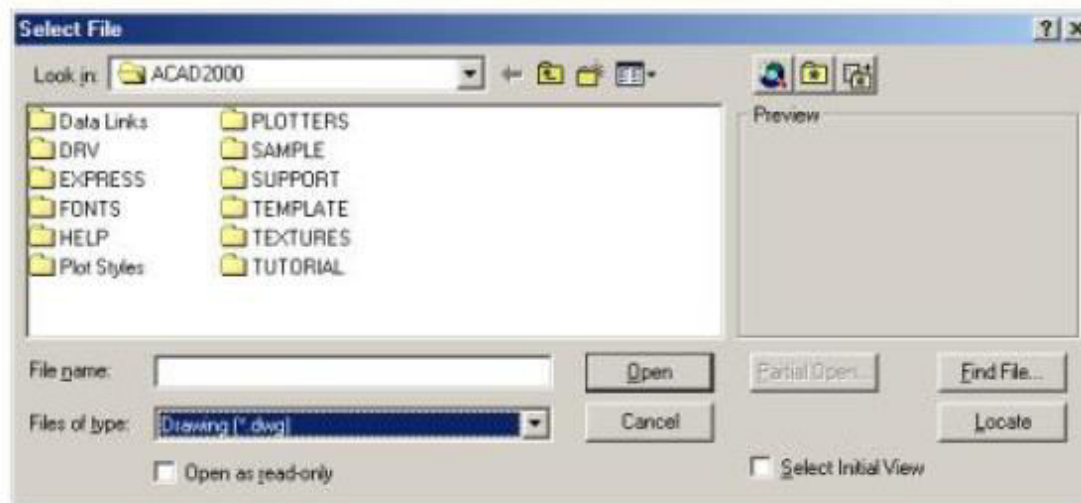 Select File
Look in: ACAD2000
Data Links
DRV
EXPRESS
FONTS
HELP
Plot Styles
PLOTTERS
SAMPLE
SUPPORT
TEMPLATE
TEXTURES
TUTORIAL
Preview
File name:
Open
Partial Open...
Find File...
Files of type: Drawing (*.dwg)
Cancel
Locate
Open as read-only
Select Initial View